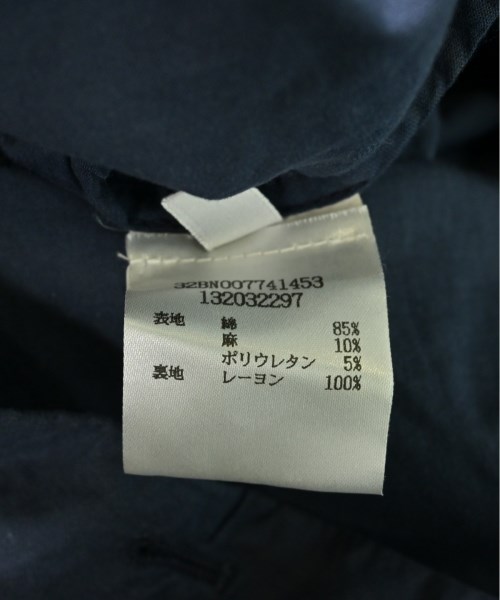 32BN007741453
132032297
表地 綿 85%
麻 10%
ポリウレタン 5%
裏地 レーヨン 100%